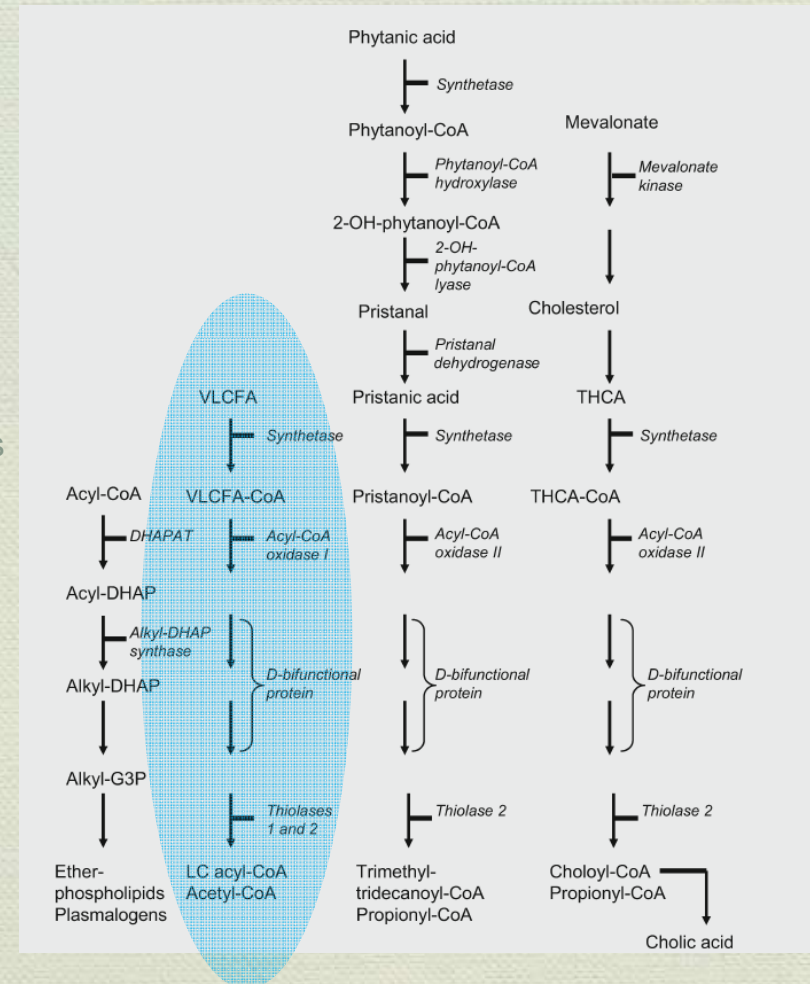 Phytanic acid
Synthetase
Phytanoyl-CoA
Mevalonate
Phytanoyl-CoA
hydroxylase
Mevalonate
kinase
2-OH-phytanoyl-CoA
2-OH-
phytanoyl-CoA
lyase
Pristanal
Cholesterol
Pristanal
dehydrogenase
VLCFA
Pristanic acid
THCA
Synthetase
Synthetase
Synthetase
s
Acyl-CoA
VLCFA-CoA
Pristanoyl-CoA
THCA-CoA
DHAPAT
Acyl-CoA
oxidase I
Acyl-CoA
oxidase II
Acyl-CoA
oxidase II
Acyl-DHAP
Alkyl-DHAP
synthase
Alkyl-DHAP
D-bifunctional
protein
D-bifunctional
protein
D-bifunctional
protein
Alkyl-G3P
Thiolases
1 and 2
Thiolase 2
Thiolase 2
Ether-
phospholipids
Plasmalogens
LC acyl-CoA
Acetyl-CoA
Trimethyl-
tridecanoyl-CoA
Propionyl-CoA
Choloyl-CoA
Propionyl-CoA
Cholic acid